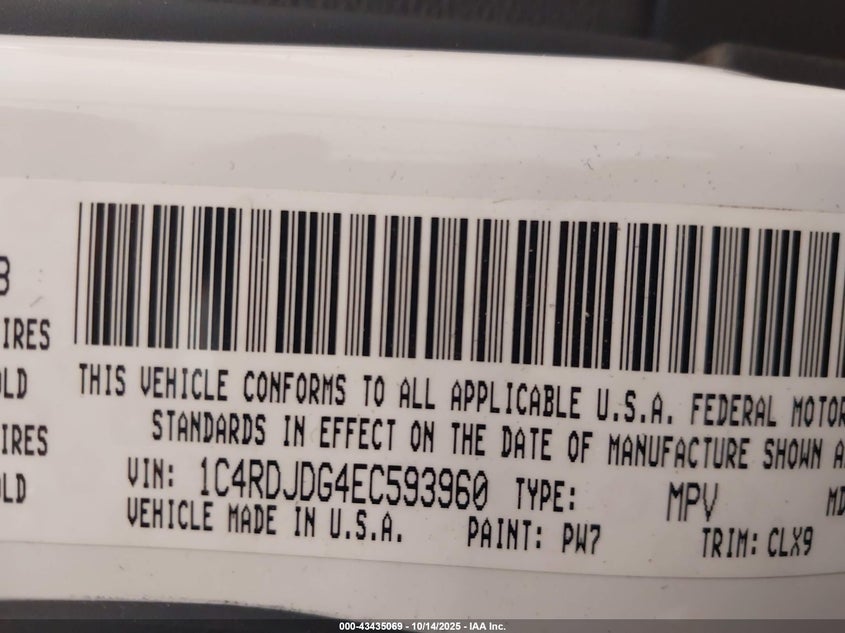 3
IRES
THIS VEHICLE CONFORMS TO ALL APPLICABLE U.S.A. FEDERAL MOTOR
OLD
STANDARDS IN EFFECT ON THE DATE OF MANUFACTURE SHOWN A
IRES
VIN: 1C4RDJDG4EC593960 TYPE: MPV MD
OLD
VEHICLE MADE IN U.S.A. PAINT: PW7 TRIM: CLX9
000-43435069 | 10/14/2025 – IAA Inc.